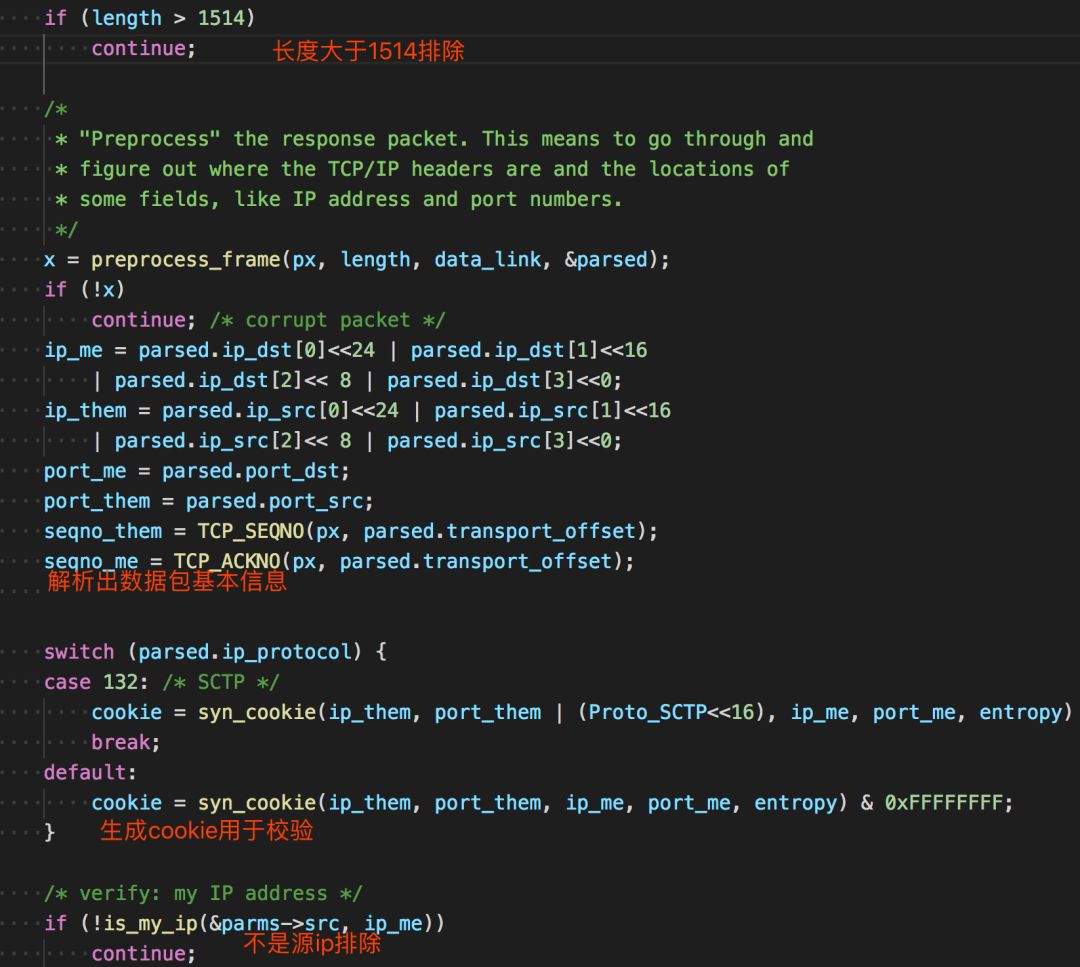 if (length > 1514)
continue; 长度大于1514排除
/*
* "Preprocess" the response packet. This means to go through and
* figure out where the TCP/IP headers are and the locations of
* some fields, like IP address and port numbers.
*/
x = preprocess_frame(px, length, data_link, &parsed);
if (!x)
continue; /* corrupt packet */
ip_me = parsed.ip_dst[0]<<24 | parsed.ip_dst[1]<<16
| parsed.ip_dst[2]<< 8 | parsed.ip_dst[3]<<0;
ip_them = parsed.ip_src[0]<<24 | parsed.ip_src[1]<<16
| parsed.ip_src[2]<< 8 | parsed.ip_src[3]<<0;
port_me = parsed.port_dst;
port_them = parsed.port_src;
seqno_them = TCP_SEQNO(px, parsed.transport_offset);
seqno_me = TCP_ACKNO(px, parsed.transport_offset);
解析出数据包基本信息
switch (parsed.ip_protocol) {
case 132: /* SCTP */
cookie = syn_cookie(ip_them, port_them | (Proto_SCTP<<16), ip_me, port_me, entropy)
break;
default:
cookie = syn_cookie(ip_them, port_them, ip_me, port_me, entropy) & 0xFFFFFFFF;
} 生成cookie用于校验
/* verify: my IP address */
if (!is_my_ip(&parms->src, ip_me))
continue; 不是源ip排除